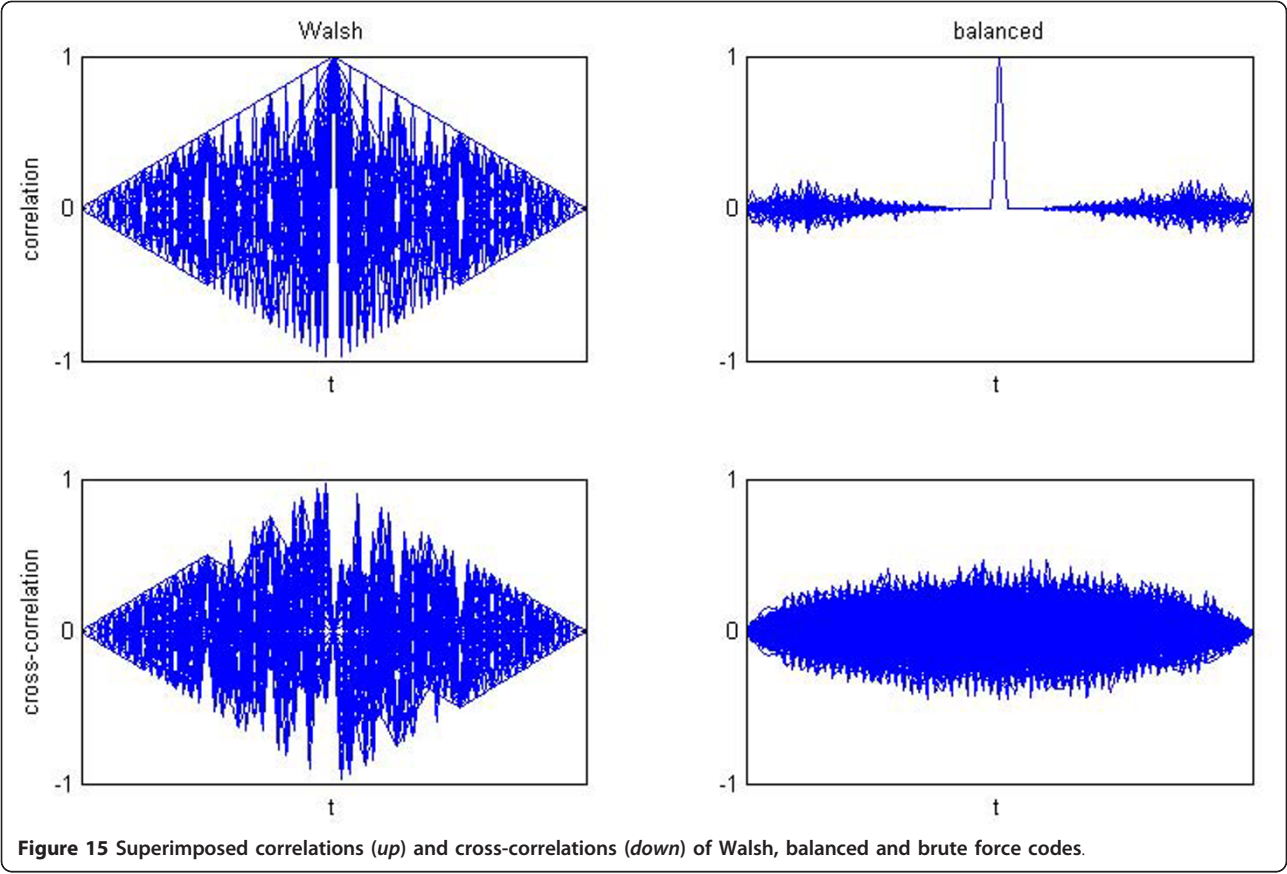 Walsh
balanced
1
0
-1
correlation
t
1
0
-1
t
1
0
-1
cross-correlation
t
1
0
-1
t
Figure 15 Superimposed correlations (up) and cross-correlations (down) of Walsh, balanced and brute force codes.